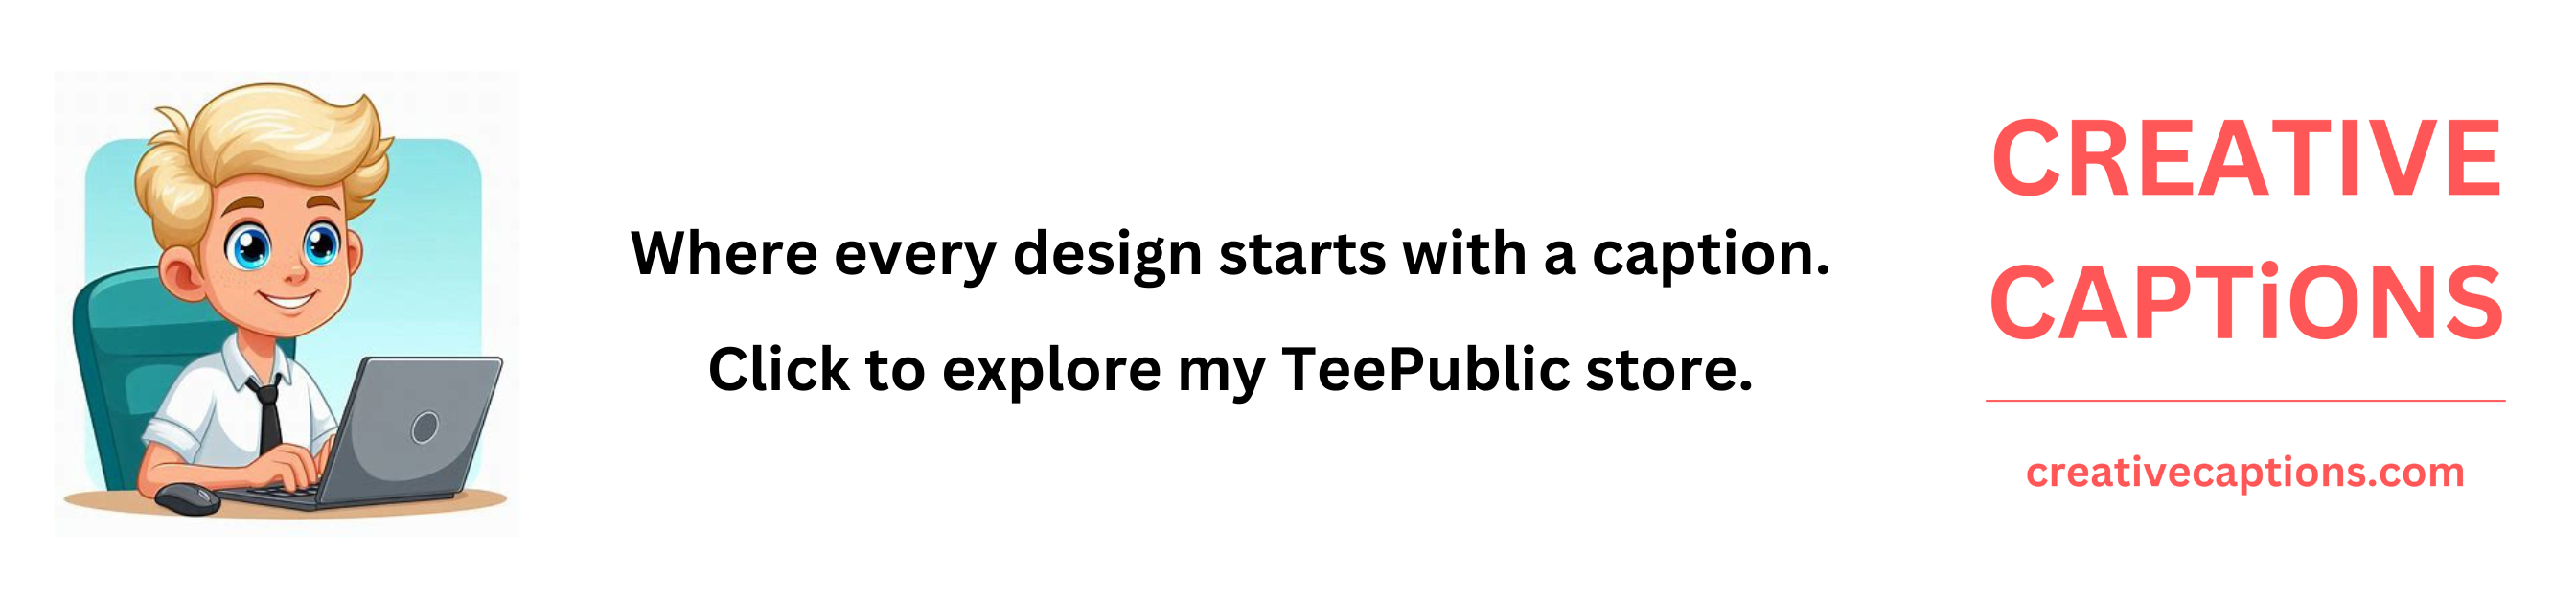 Where every design starts with a caption.
Click to explore my TeePublic store.
CREATIVE
CAPTiONS
creativecaptions.com